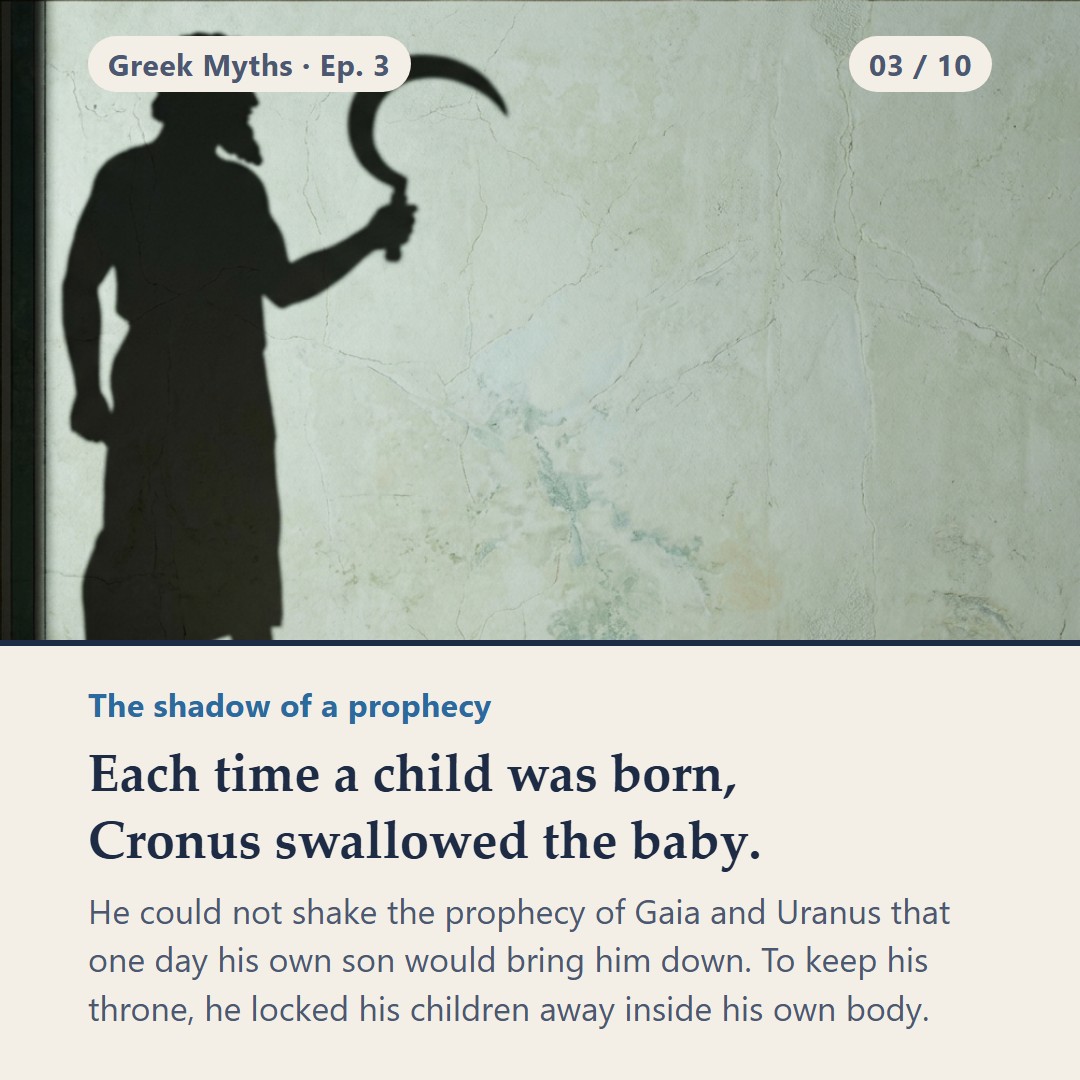 Greek Myths · Ep. 3
03 / 10
The shadow of a prophecy
Each time a child was born,
Cronus swallowed the baby.
He could not shake the prophecy of Gaia and Uranus that
one day his own son would bring him down. To keep his
throne, he locked his children away inside his own body.